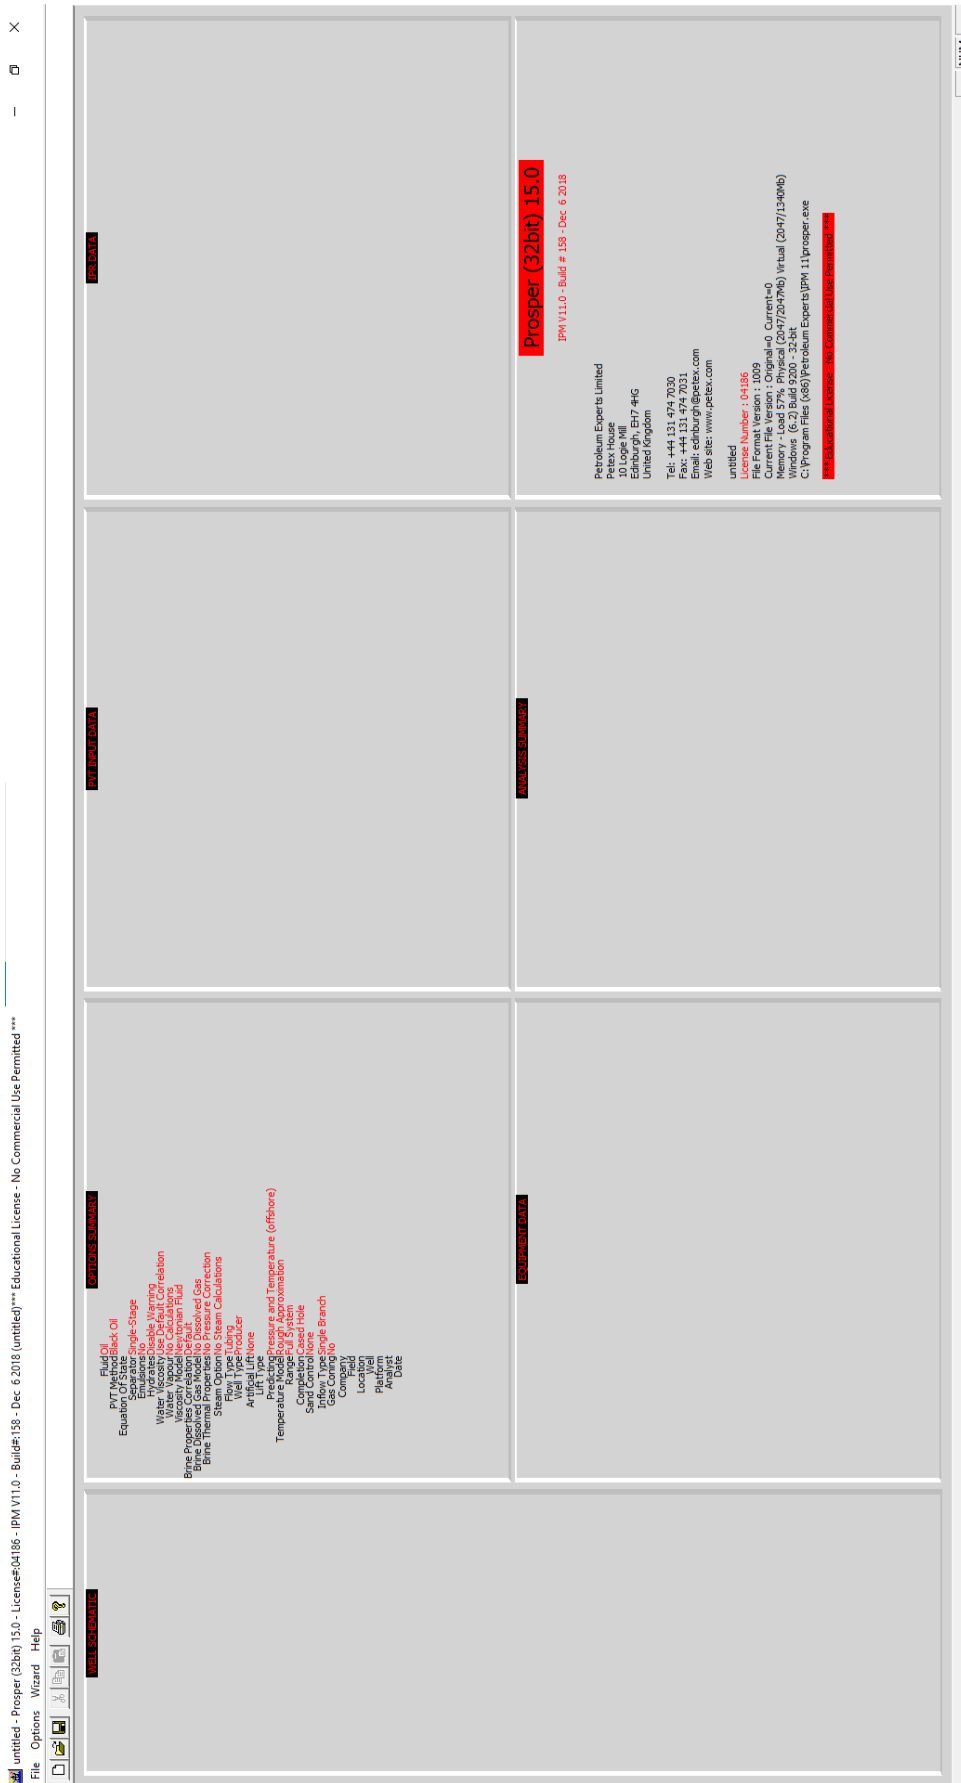 untitled - Prosper (32bit) 15.0 - License#:04186 - IPM V11.0 - Build#:158 - Dec 6 2018 (untitled)*** Educational License - No Commercial Use Permitted ***
File Options Wizard Help
WELL SCHEMATIC
OPTIONS SUMMARY
Fluid Oil
PVT Method Black Oil
Equation Of State
Separator Single-Stage
Emulsions No
Hydrates Disable Warning
Water Viscosity Use Default Correlation
Water Vapour No Calculations
Viscosity Model Newtonian Fluid
Brine Properties Correlation Default
Brine Dissolved Gas Model No Dissolved Gas
Brine Thermal Properties No Pressure Correction
Steam Option No Steam Calculations
Flow Type Tubing
Well Type Producer
Artificial Lift None
Lift Type
Predicting Pressure and Temperature (offshore)
Temperature Model Rough Approximation
Range Full System
Completion Cased Hole
Sand Control None
Inflow Type Single Branch
Gas Coning No
Company
Field
Location
Well
Platform
Analyst
Date
PVT INPUT DATA
IPR DATA
EQUIPMENT DATA
ANALYSIS SUMMARY
Prosper (32bit) 15.0
IPM V11.0 - Build # 158 - Dec 6 2018
Petroleum Experts Limited
Petex House
10 Logie Mill
Edinburgh, EH7 4HG
United Kingdom
Tel: +44 131 474 7030
Fax: +44 131 474 7031
Email: edinburgh@petex.com
Web site: www.petex.com
untitled
License Number : 04186
File Format Version : 1009
Current File Version : Original=0 Current=0
Memory - Load 57% Physical (2047/2047Mb) Virtual (2047/1340Mb)
Windows (6.2) Build 9200 - 32-bit
C:\Program Files (x86)\Petroleum Experts\IPM 11\prosper.exe
*** Educational License - No Commercial Use Permitted ***